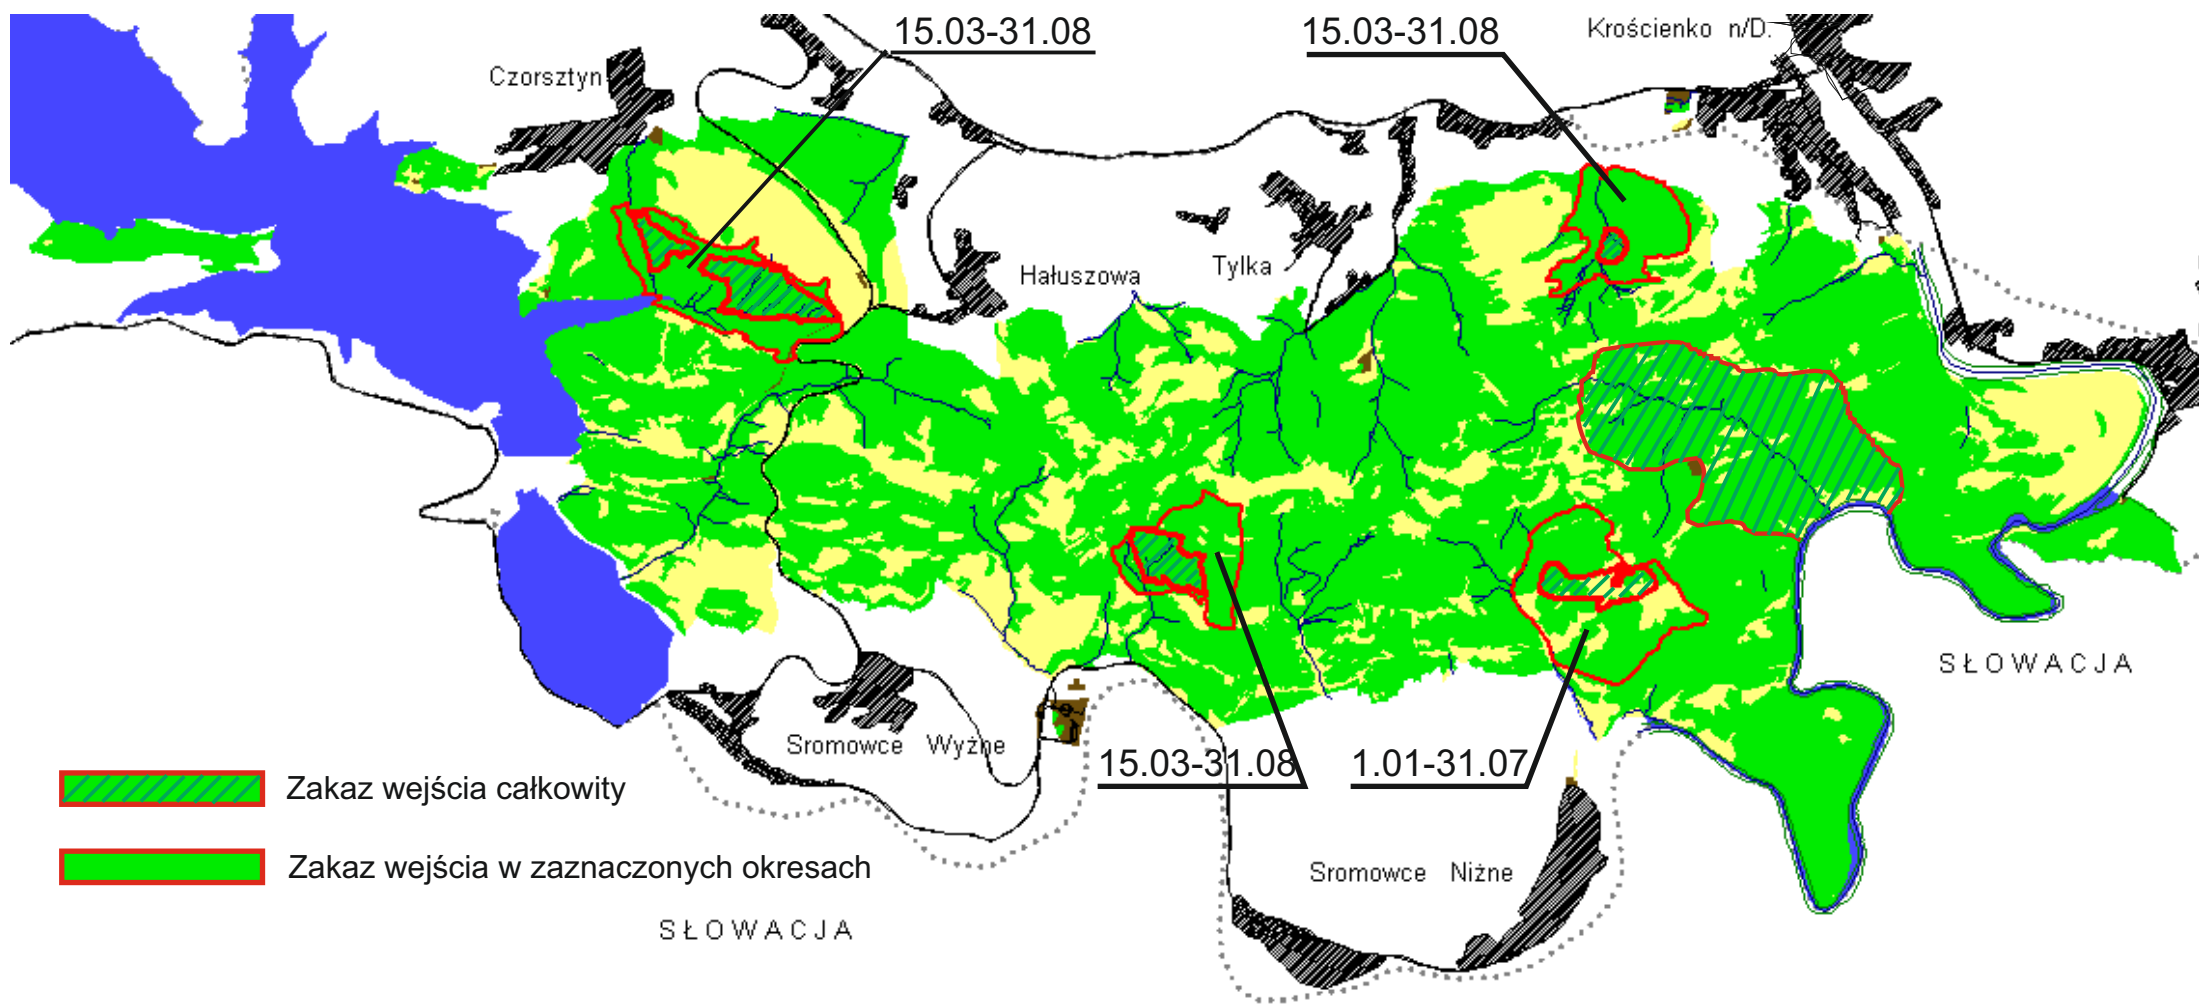 15.03-31.08
15.03-31.08
Krościenko n/D.
Czorsztyn
Hałuszowa
Tylka
SŁOWACJA
Sromowce Wyżne
15.03-31.08
1.01-31.07
Zakaz wejścia całkowity
Zakaz wejścia w zaznaczonych okresach
Sromowce Niżne
SŁOWACJA